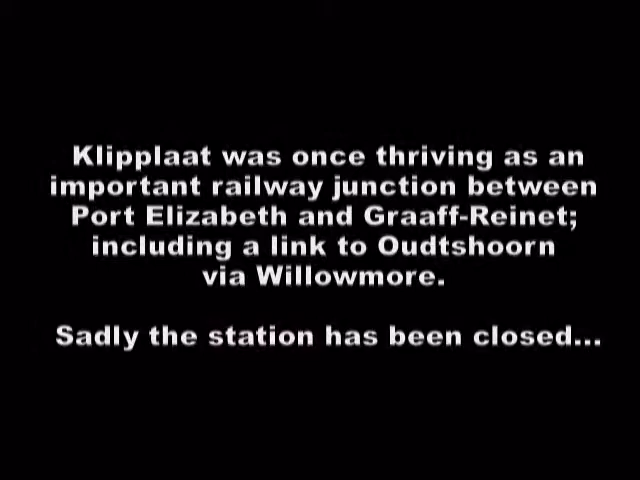 Klipplaat was once thriving as an
important railway junction between
Port Elizabeth and Graaff-Reinet;
including a link to Oudtshoorn
via Willowmore.
Sadly the station has been closed...